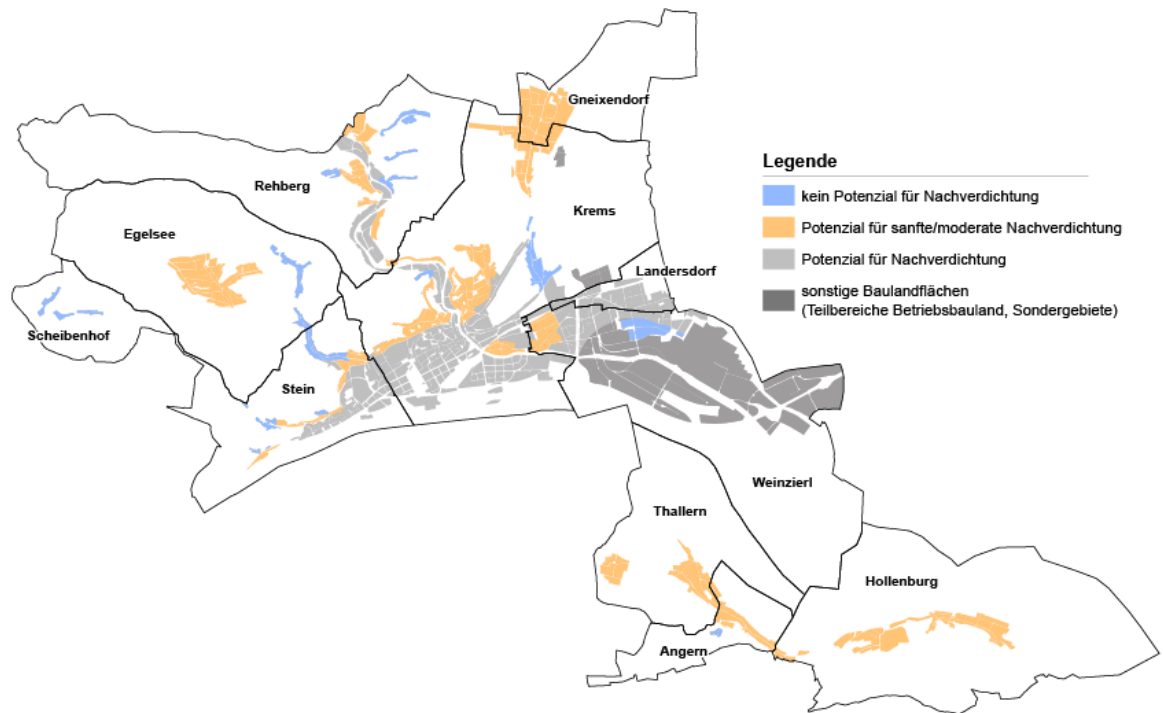 Gneixendorf
Legende
kein Potenzial für Nachverdichtung
Rehberg
Krems
Potenzial für sanfte/moderate Nachverdichtung
Egelsee
Potenzial für Nachverdichtung
Landersdorf
sonstige Baulandflächen
(Teilbereiche Betriebsbauland, Sondergebiete)
Scheibenhof
Stein
Weinzierl
Thallern
Hollenburg
Angern